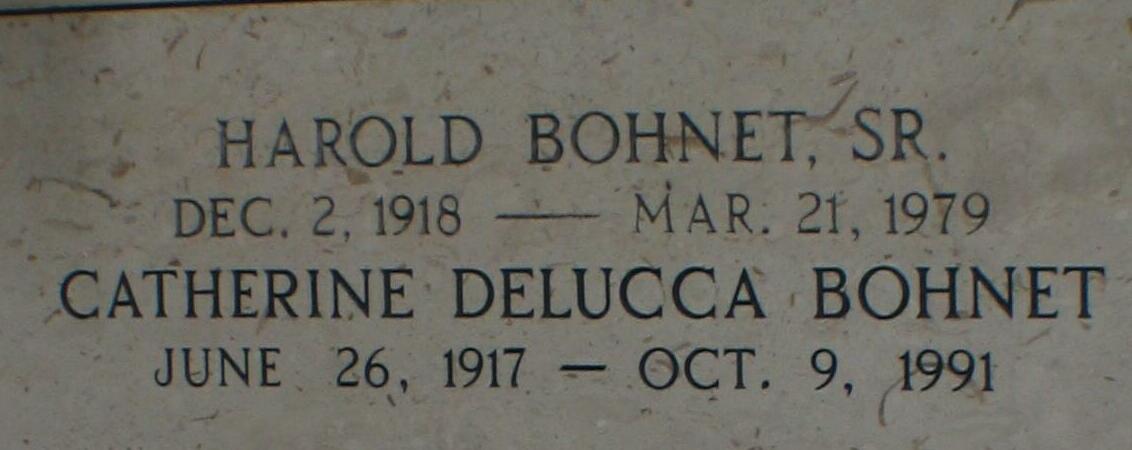 HAROLD BOHNET, SR.
DEC. 2, 1918 — MAR. 21, 1979
CATHERINE DELUCCA BOHNET
JUNE 26, 1917 — OCT. 9, 1991